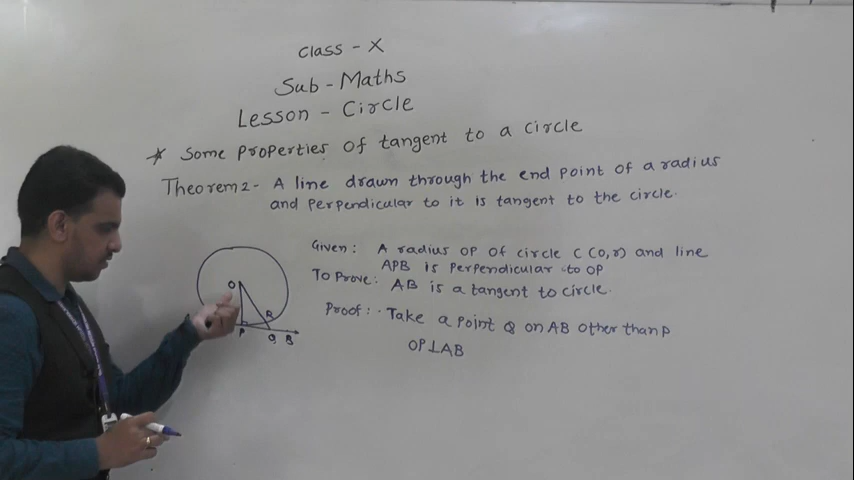 Class - X
Sub - Maths
Lesson - Circle
* Some properties of tangent to a circle
Theorem 2 - A line drawn through the end point of a radius
and perpendicular to it is tangent to the circle.
Given: A radius OP of circle C (O, r) and line
APB is perpendicular to OP
To Prove: AB is a tangent to circle.
Proof: · Take a point Q on AB other than P
OP⊥AB
O
R
P Q B